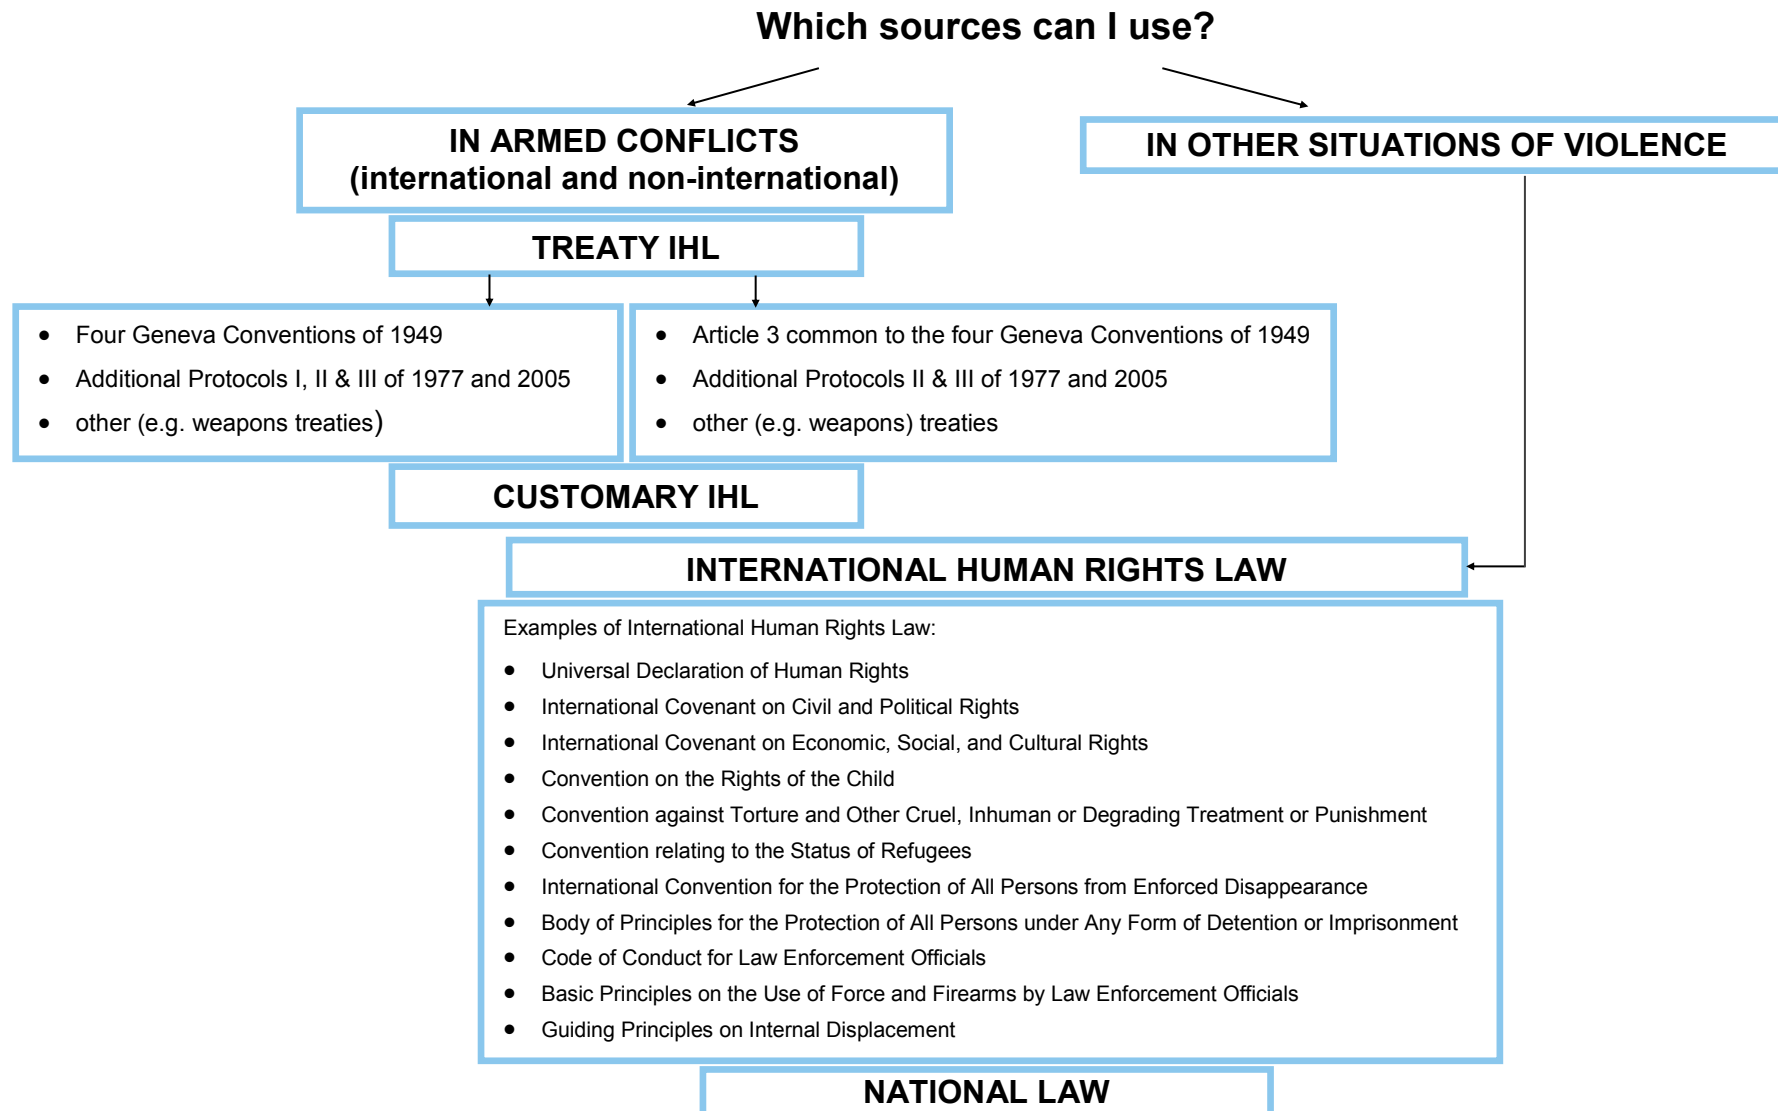 Which sources can I use?
IN ARMED CONFLICTS
(international and non-international)
IN OTHER SITUATIONS OF VIOLENCE
TREATY IHL
• Four Geneva Conventions of 1949
• Additional Protocols I, II & III of 1977 and 2005
• other (e.g. weapons treaties)
• Article 3 common to the four Geneva Conventions of 1949
• Additional Protocols II & III of 1977 and 2005
• other (e.g. weapons) treaties
CUSTOMARY IHL
INTERNATIONAL HUMAN RIGHTS LAW
Examples of International Human Rights Law:
• Universal Declaration of Human Rights
• International Covenant on Civil and Political Rights
• International Covenant on Economic, Social, and Cultural Rights
• Convention on the Rights of the Child
• Convention against Torture and Other Cruel, Inhuman or Degrading Treatment or Punishment
• Convention relating to the Status of Refugees
• International Convention for the Protection of All Persons from Enforced Disappearance
• Body of Principles for the Protection of All Persons under Any Form of Detention or Imprisonment
• Code of Conduct for Law Enforcement Officials
• Basic Principles on the Use of Force and Firearms by Law Enforcement Officials
• Guiding Principles on Internal Displacement
NATIONAL LAW